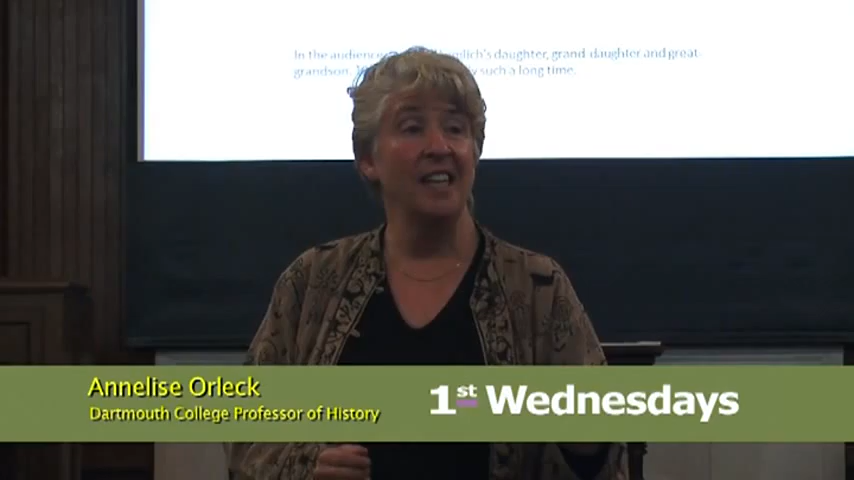 In the audience daughter, grand-daughter and great-
grandson. such a long time.
Annelise Orleck
Dartmouth College Professor of History
1st Wednesdays